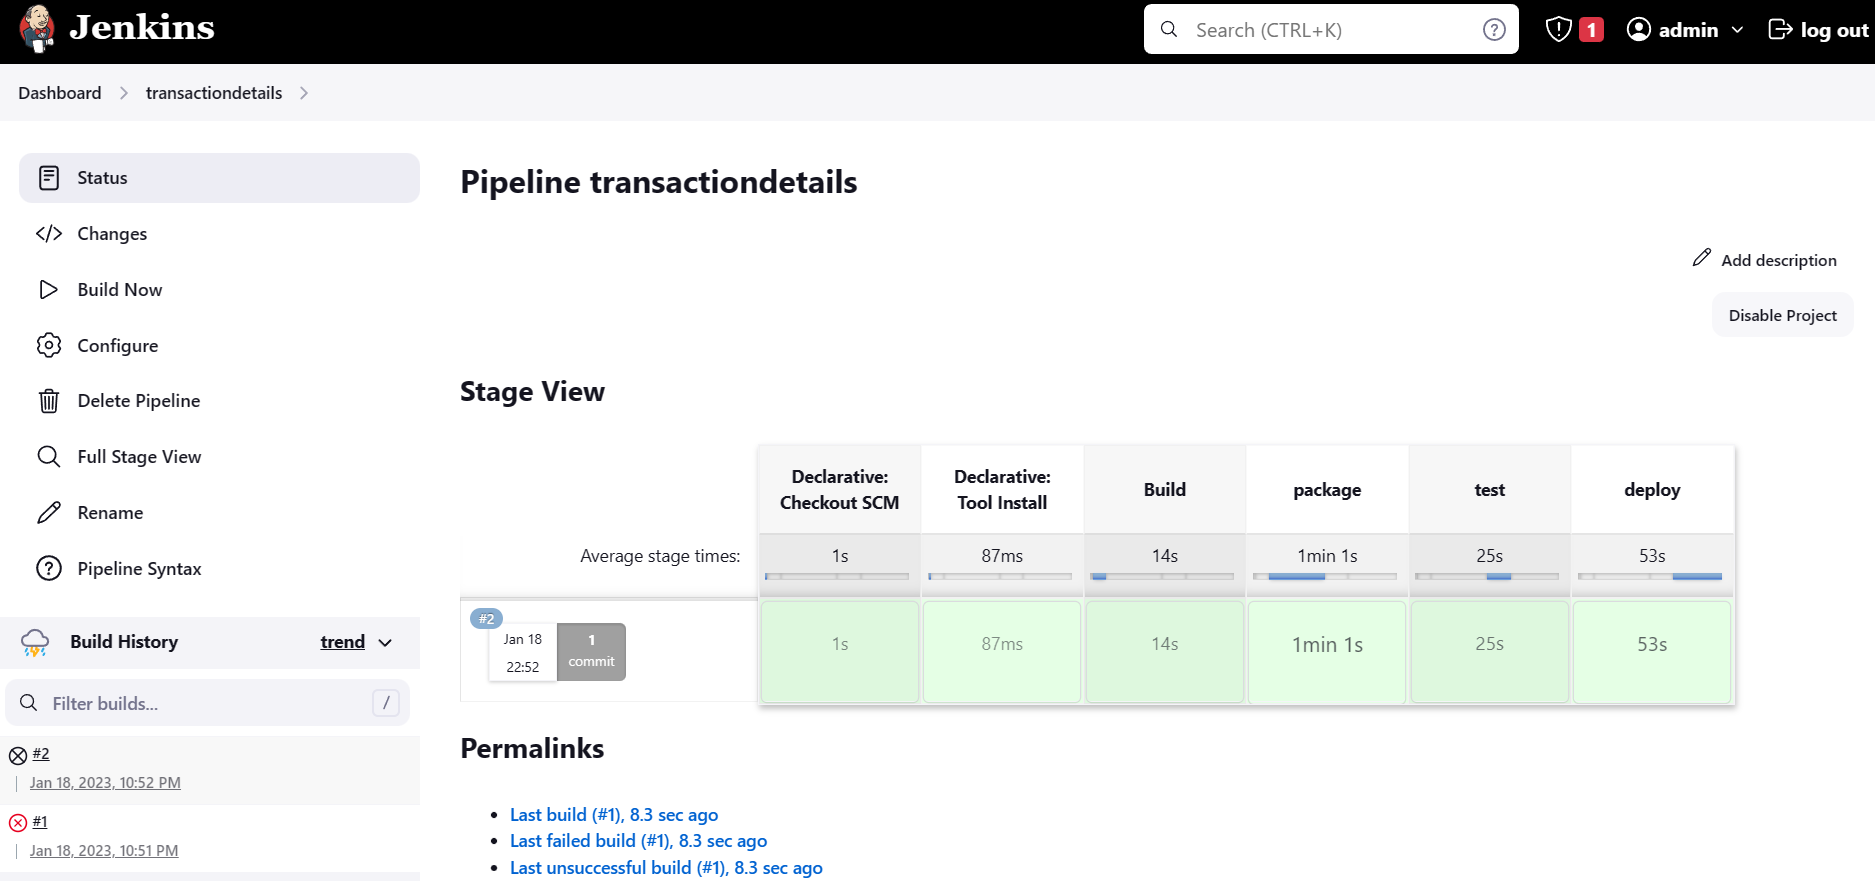 Jenkins
Search (CTRL+K)
1
admin
log out
Dashboard
transactiondetails
Status
Changes
Build Now
Configure
Delete Pipeline
Full Stage View
Rename
Pipeline Syntax
Build History
trend
Filter builds...
/
#2
Jan 18, 2023, 10:52 PM
#1
Jan 18, 2023, 10:51 PM
Pipeline transactiondetails
Add description
Disable Project
Stage View
Declarative:
Checkout SCM
Declarative:
Tool Install
Build
package
test
deploy
Average stage times:
1s
87ms
14s
1min 1s
25s
53s
#2
Jan 18
22:52
1
commit
1s
87ms
14s
1min 1s
25s
53s
Permalinks
Last build (#1), 8.3 sec ago
Last failed build (#1), 8.3 sec ago
Last unsuccessful build (#1), 8.3 sec ago